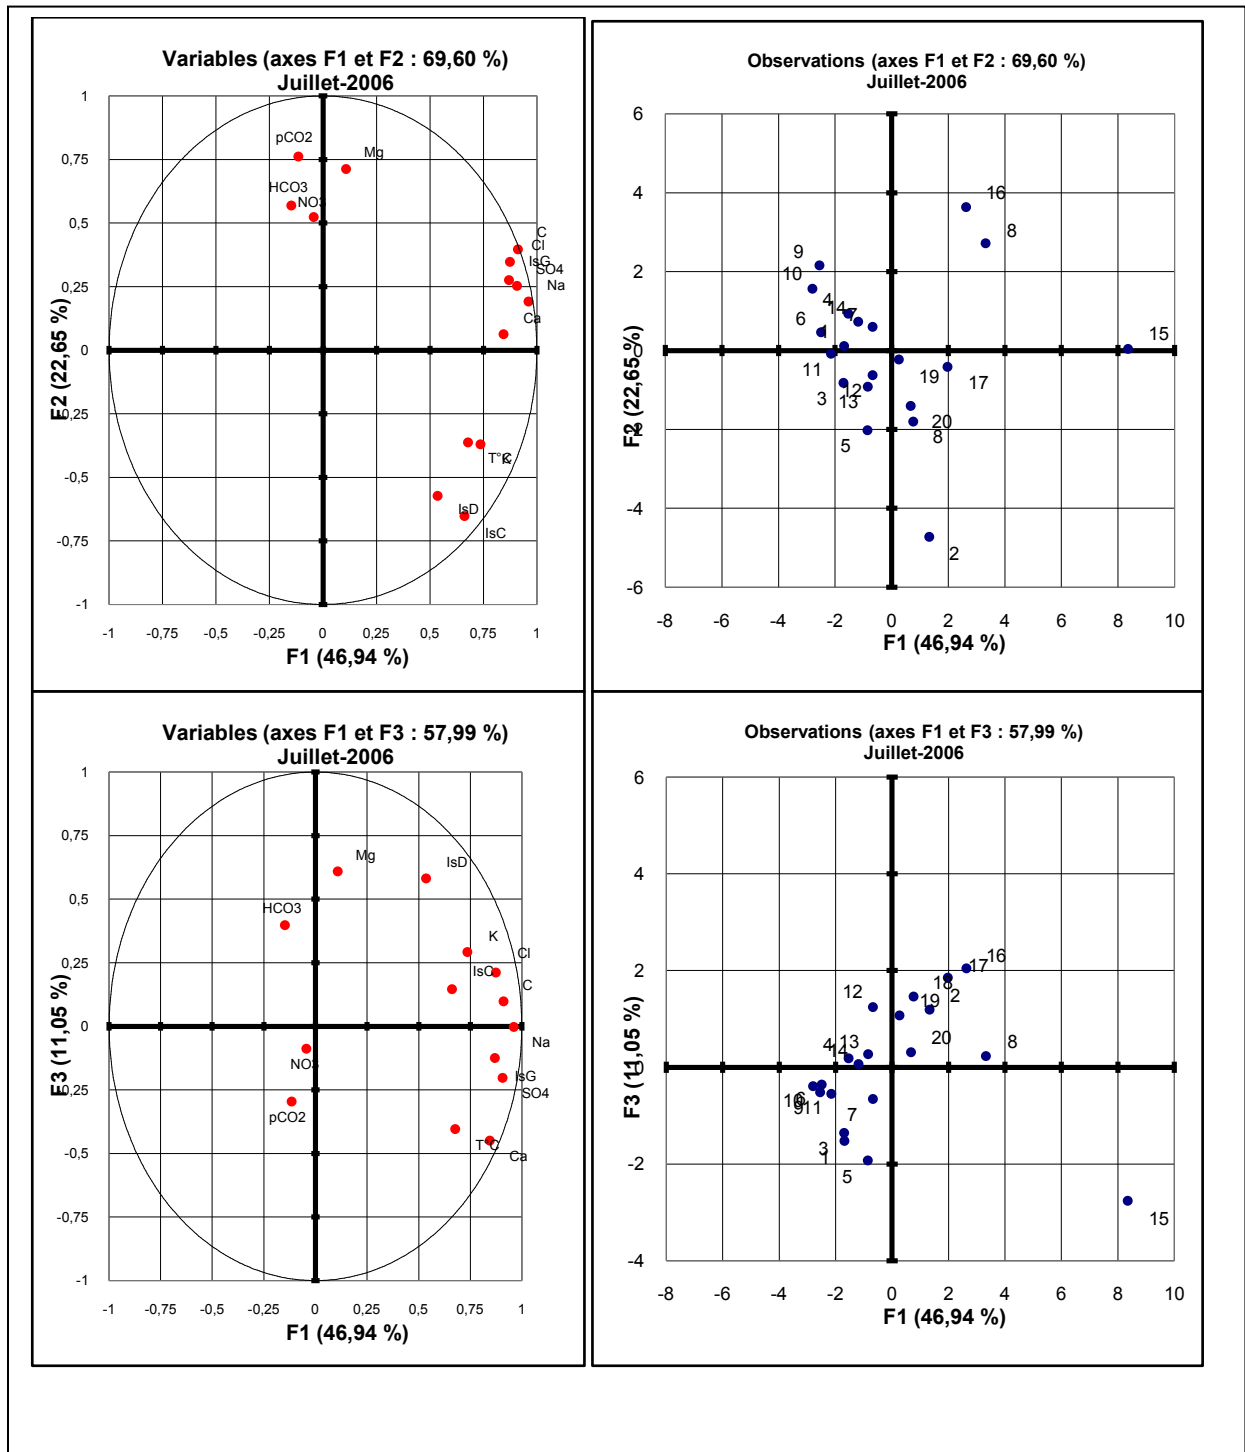 Variables (axes F1 et F2 : 69,60 %)
Juillet-2006
1
0,75
0,5
0,25
0
-0,25
-0,5
-0,75
-1
F2 (22,65 %)
pCO2
Mg
HCO3
NO3
C
Cl
IsG
SO4
Na
Ca
T°C
K
IsD
IsC
-1
-0,75
-0,5
-0,25
0
0,25
0,5
0,75
1
F1 (46,94 %)
Observations (axes F1 et F2 : 69,60 %)
Juillet-2006
6
4
2
0
-2
-4
-6
F2 (22,65 %)
16
8
9
10
4
14
7
6
1
15
11
3
12
13
19
17
5
20
8
2
-8
-6
-4
-2
0
2
4
6
8
10
F1 (46,94 %)
Variables (axes F1 et F3 : 57,99 %)
Juillet-2006
1
0,75
0,5
0,25
0
-0,25
-0,5
-0,75
-1
F3 (11,05 %)
Mg
IsD
HCO3
K
Cl
IsC
C
NO3
Na
IsG
SO4
pCO2
T°C
Ca
-1
-0,75
-0,5
-0,25
0
0,25
0,5
0,75
1
F1 (46,94 %)
Observations (axes F1 et F3 : 57,99 %)
Juillet-2006
6
4
2
0
-2
-4
F3 (11,05 %)
16
17
18
2
12
19
20
8
4
13
14
10
6
9
11
7
3
1
5
15
-8
-6
-4
-2
0
2
4
6
8
10
F1 (46,94 %)